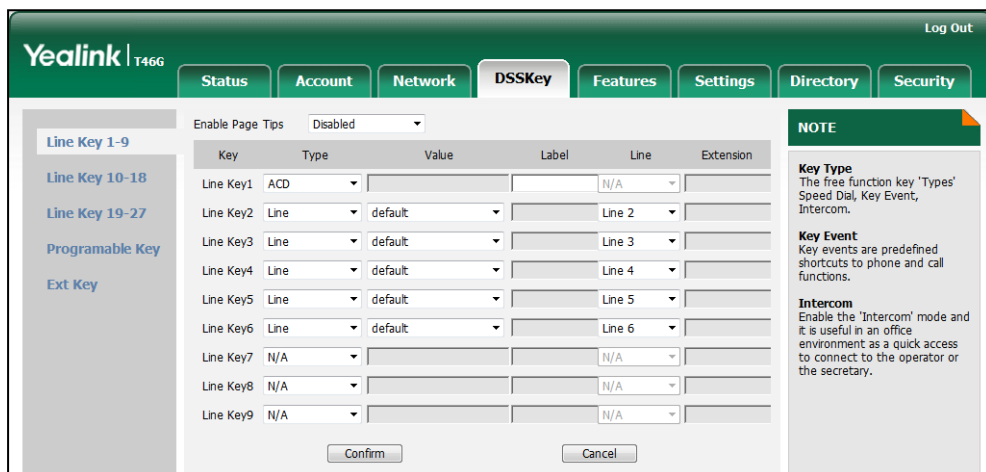 Log Out
Yealink T46G
Status Account Network DSSKey Features Settings Directory Security
Line Key 1-9
Line Key 10-18
Line Key 19-27
Programable Key
Ext Key
Enable Page Tips Disabled
Key Type Value Label Line Extension
Line Key1 ACD N/A
Line Key2 Line default Line 2
Line Key3 Line default Line 3
Line Key4 Line default Line 4
Line Key5 Line default Line 5
Line Key6 Line default Line 6
Line Key7 N/A N/A
Line Key8 N/A N/A
Line Key9 N/A N/A
Confirm Cancel
NOTE
Key Type
The free function key 'Types'
Speed Dial, Key Event,
Intercom.
Key Event
Key events are predefined
shortcuts to phone and call
functions.
Intercom
Enable the 'Intercom' mode and
it is useful in an office
environment as a quick access
to connect to the operator or
the secretary.